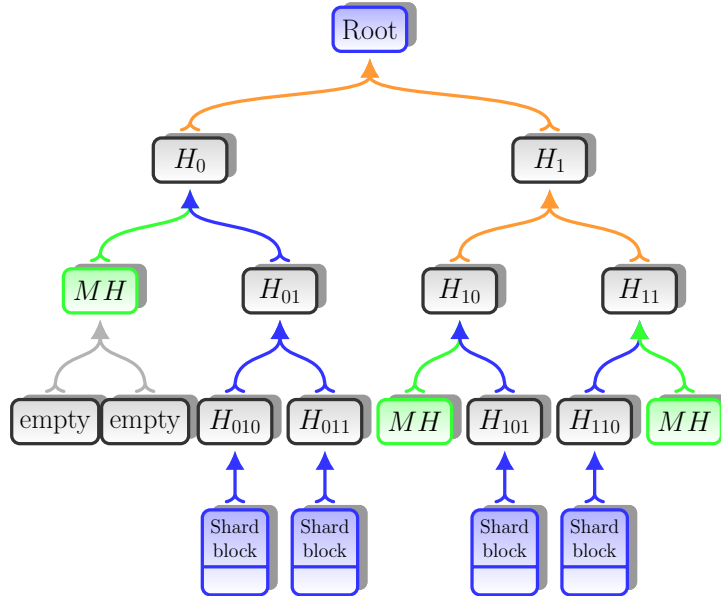 Root
H₀ H₁
MH H₀₁ H₁₀ H₁₁
empty empty H₀₁₀ H₀₁₁ MH H₁₀₁ H₁₁₀ MH
Shard Shard Shard Shard
block block block block